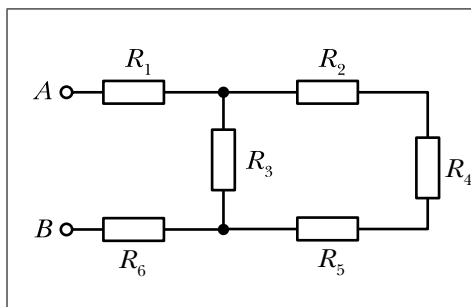 R₁ R₂
A
R₃ R₄
B
R₆ R₅